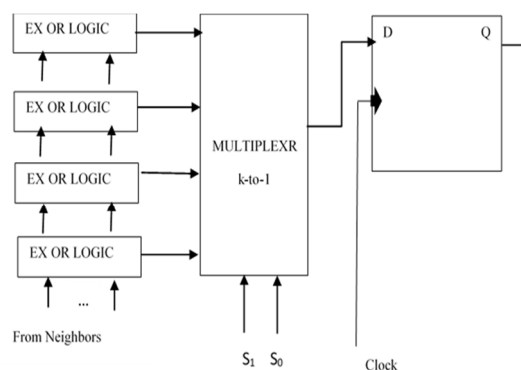 EX OR LOGIC
EX OR LOGIC
EX OR LOGIC
EX OR LOGIC
...
From Neighbors
MULTIPLEXR
k-to-1
S₁ S₀
D Q
Clock